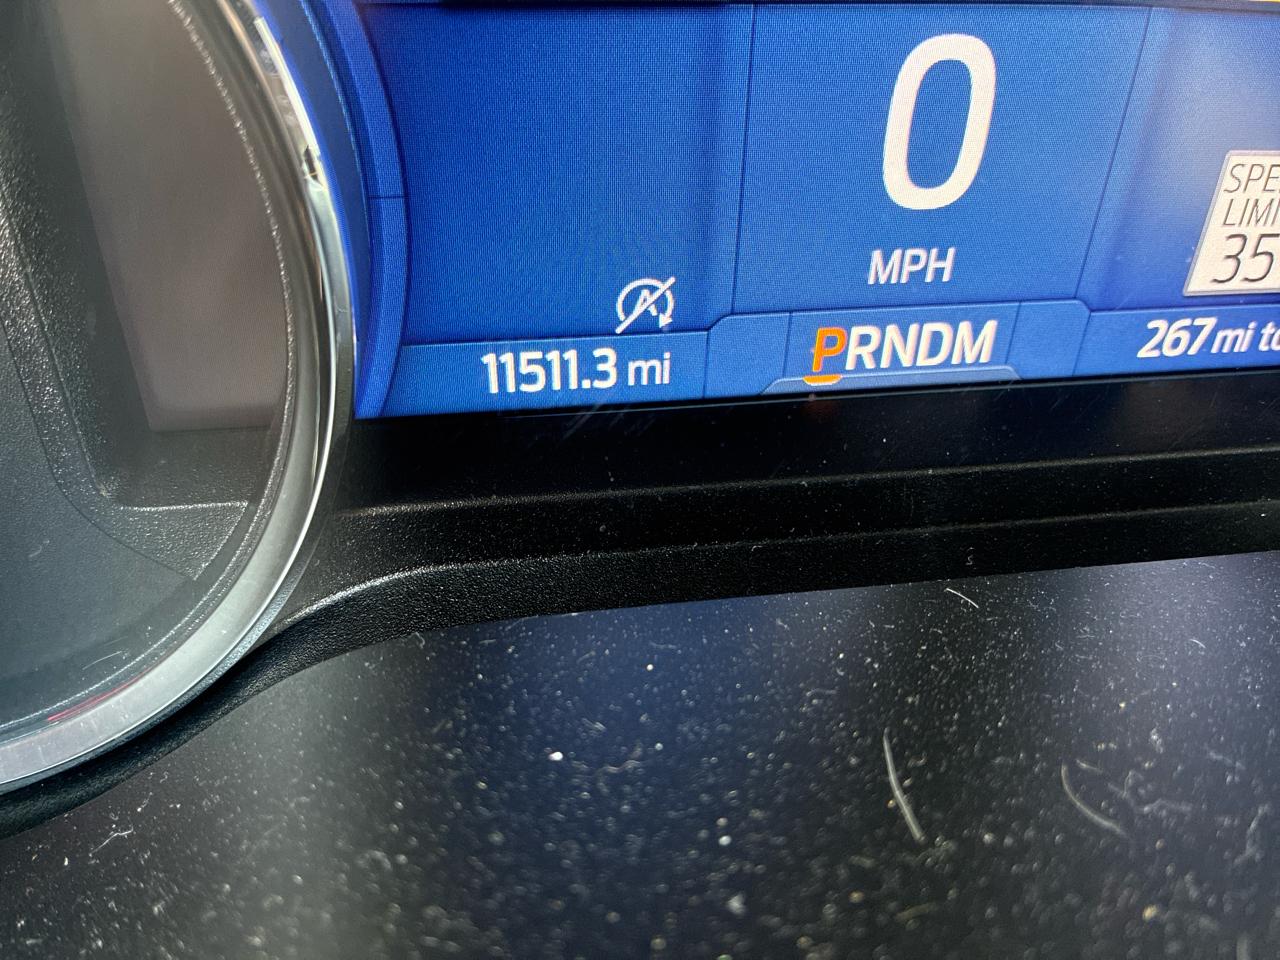 0
MPH
SPE
LIMI
35
A
11511.3 mi
PRNDM
267 mi to